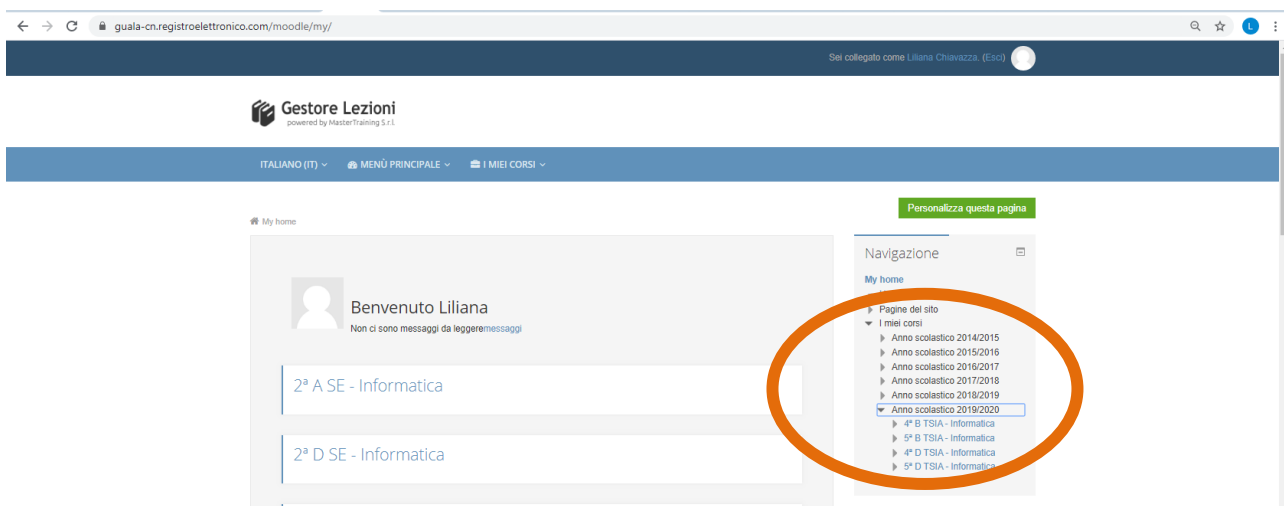 guala-cn.registroelettronico.com/moodle/my/
L
Sei collegato come Liliana Chiavazza. (Esci)
Gestore Lezioni
powered by MasterTraining S.r.l.
ITALIANO (IT) MENÙ PRINCIPALE I MIEI CORSI
Personalizza questa pagina
My home
Navigazione
My home
Pagine del sito
I miei corsi
Anno scolastico 2014/2015
Anno scolastico 2015/2016
Anno scolastico 2016/2017
Anno scolastico 2017/2018
Anno scolastico 2018/2019
Anno scolastico 2019/2020
4ª B TSIA - Informatica
5ª B TSIA - Informatica
4ª D TSIA - Informatica
5ª D TSIA - Informatica
Benvenuto Liliana
Non ci sono messaggi da leggeremessaggi
2ª A SE - Informatica
2ª D SE - Informatica